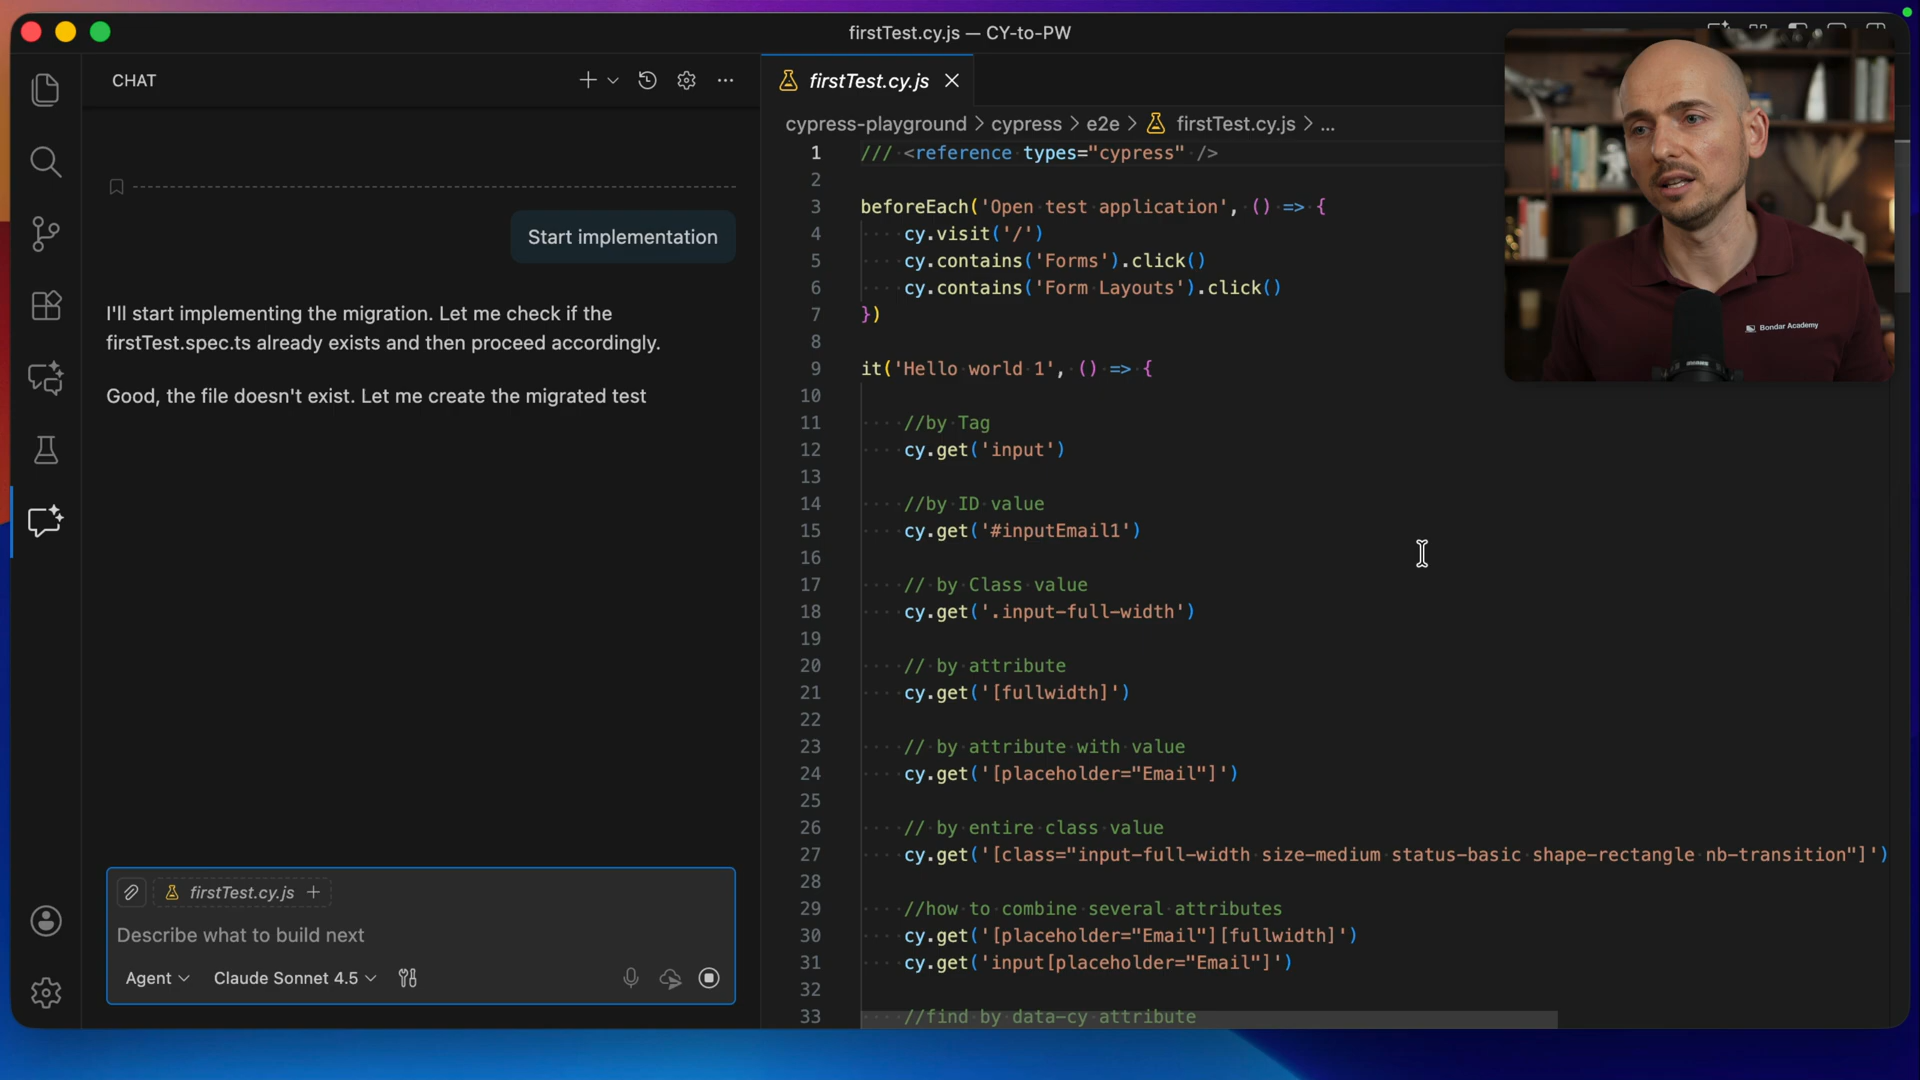 firstTest.cy.js — CY-to-PW
CHAT
firstTest.cy.js
cypress-playground > cypress > e2e > firstTest.cy.js > ...
Start implementation
I'll start implementing the migration. Let me check if the
firstTest.spec.ts already exists and then proceed accordingly.
Good, the file doesn't exist. Let me create the migrated test
firstTest.cy.js +
Describe what to build next
Agent
Claude Sonnet 4.5
1 /// <reference types="cypress" />
2
3 beforeEach('Open test application', () => {
4 cy.visit('/')
5 cy.contains('Forms').click()
6 cy.contains('Form Layouts').click()
7 })
8
9 it('Hello world 1', () => {
10
11 //by Tag
12 cy.get('input')
13
14 //by ID value
15 cy.get('#inputEmail1')
16
17 // by Class value
18 cy.get('.input-full-width')
19
20 // by attribute
21 cy.get('[fullwidth]')
22
23 // by attribute with value
24 cy.get('[placeholder="Email"]')
25
26 // by entire class value
27 cy.get('[class="input-full-width size-medium status-basic shape-rectangle nb-transition"]')
28
29 //how to combine several attributes
30 cy.get('[placeholder="Email"][fullwidth]')
31 cy.get('input[placeholder="Email"]')
32
33 //find by data-cy attribute
Bondar Academy